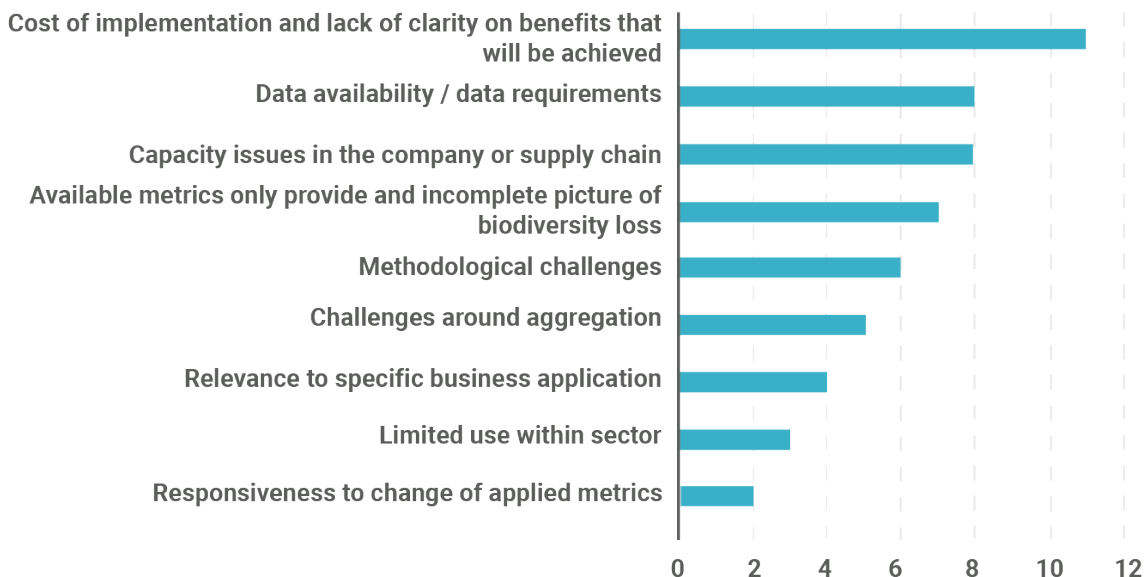 Cost of implementation and lack of clarity on benefits that
will be achieved
Data availability / data requirements
Capacity issues in the company or supply chain
Available metrics only provide and incomplete picture of
biodiversity loss
Methodological challenges
Challenges around aggregation
Relevance to specific business application
Limited use within sector
Responsiveness to change of applied metrics
0 2 4 6 8 10 12